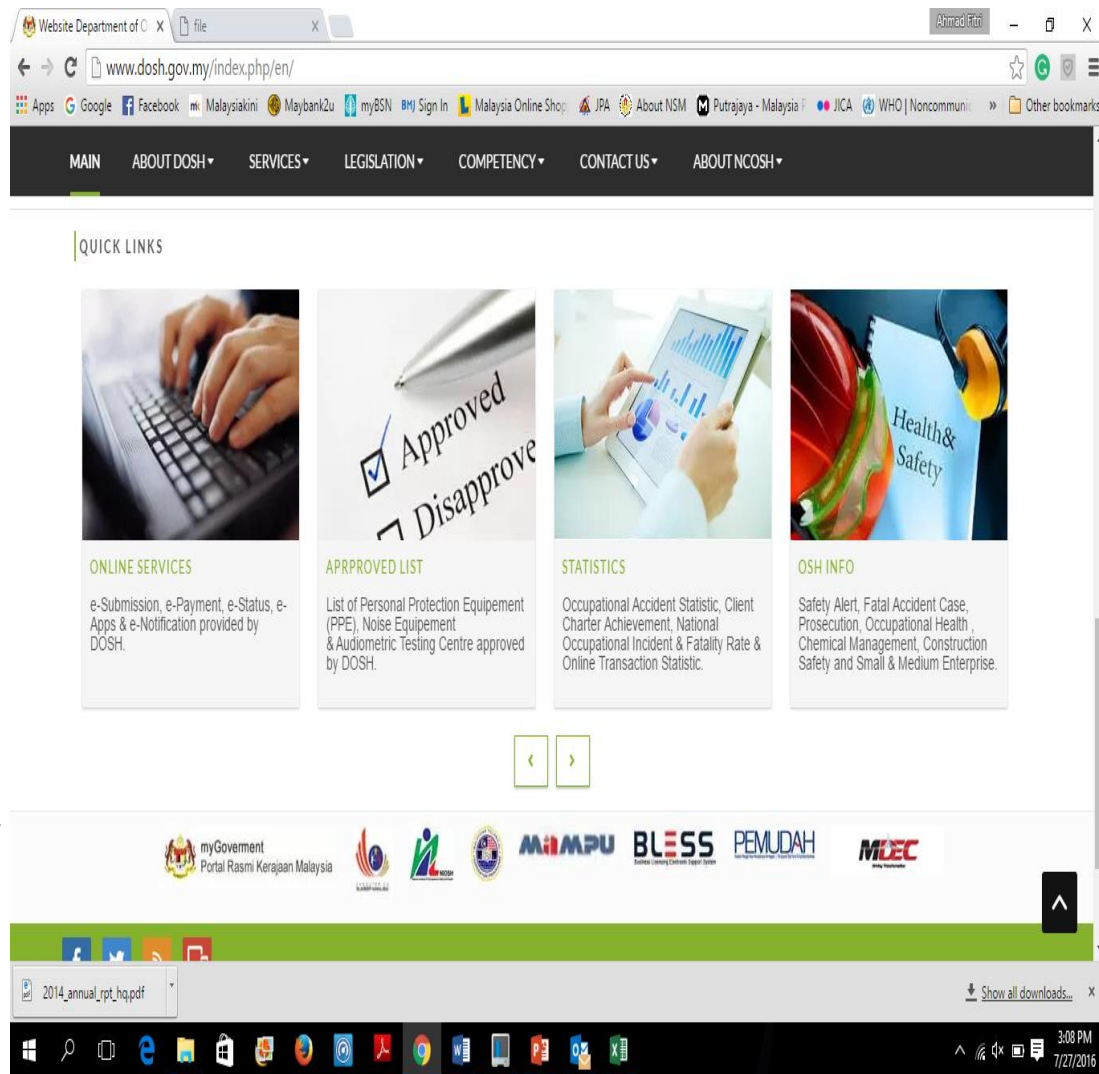 Website Department of O
file
Ahmad Fitri
www.dosh.gov.my/index.php/en/
Apps Google Facebook Malaysiakini Maybank2u myBSN BMJ Sign In Malaysia Online Shop JPA About NSM Putrajaya - Malaysia P JICA WHO | Noncommunic » Other bookmarks
MAIN ABOUT DOSH SERVICES LEGISLATION COMPETENCY CONTACT US ABOUT NCOSH
QUICK LINKS
Approved
Disapprove
Health&
Safety
ONLINE SERVICES
e-Submission, e-Payment, e-Status, e-
Apps & e-Notification provided by
DOSH.
APRPROVED LIST
List of Personal Protection Equipement
(PPE), Noise Equipement
& Audiometric Testing Centre approved
by DOSH.
STATISTICS
Occupational Accident Statistic, Client
Charter Achievement, National
Occupational Incident & Fatality Rate &
Online Transaction Statistic.
OSH INFO
Safety Alert, Fatal Accident Case,
Prosecution, Occupational Health ,
Chemical Management, Construction
Safety and Small & Medium Enterprise.
myGoverment
Portal Rasmi Kerajaan Malaysia
NIOSH
MAMPU
BLESS
PEMUDAH
MDEC
2014_annual_rpt_hq.pdf
Show all downloads...
3:08 PM
7/27/2016